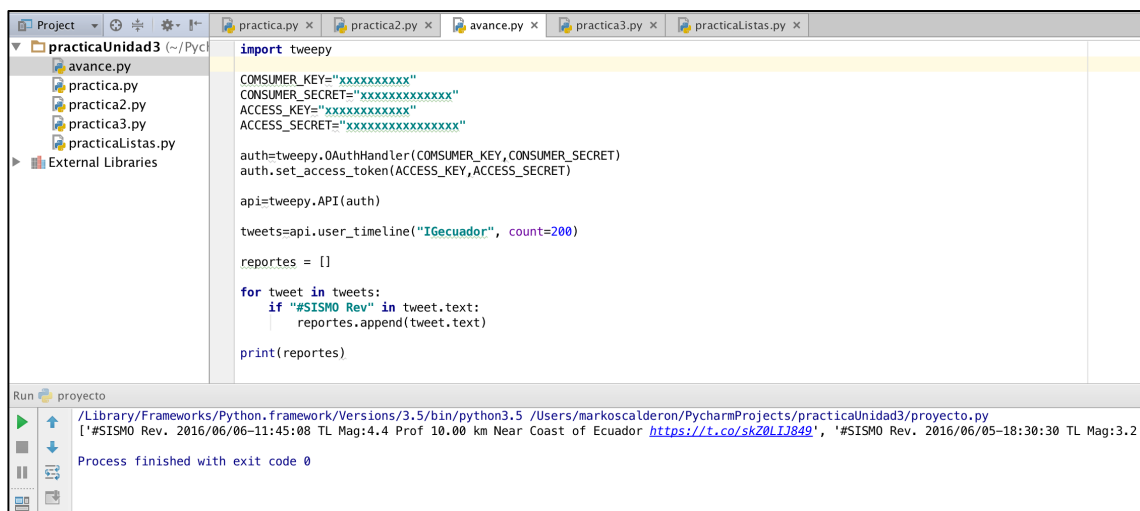 Project
practica.py × practica2.py × avance.py × practica3.py × practicaListas.py ×
practicaUnidad3 (~/Pycl
avance.py
practica.py
practica2.py
practica3.py
practicaListas.py
External Libraries
import tweepy
COMSUMER_KEY="xxxxxxxxxx"
CONSUMER_SECRET="xxxxxxxxxxxxx"
ACCESS_KEY="xxxxxxxxxxxx"
ACCESS_SECRET="xxxxxxxxxxxxxxxx"
auth=tweepy.OAuthHandler(COMSUMER_KEY,CONSUMER_SECRET)
auth.set_access_token(ACCESS_KEY,ACCESS_SECRET)
api=tweepy.API(auth)
tweets=api.user_timeline("IGecuador", count=200)
reportes = []
for tweet in tweets:
    if "#SISMO Rev" in tweet.text:
        reportes.append(tweet.text)
print(reportes)
Run proyecto
/Library/Frameworks/Python.framework/Versions/3.5/bin/python3.5 /Users/markoscalderon/PycharmProjects/practicaUnidad3/proyecto.py
['#SISMO Rev. 2016/06/06-11:45:08 TL Mag:4.4 Prof 10.00 km Near Coast of Ecuador https://t.co/skZ0LIJ849', '#SISMO Rev. 2016/06/05-18:30:30 TL Mag:3.2
Process finished with exit code 0